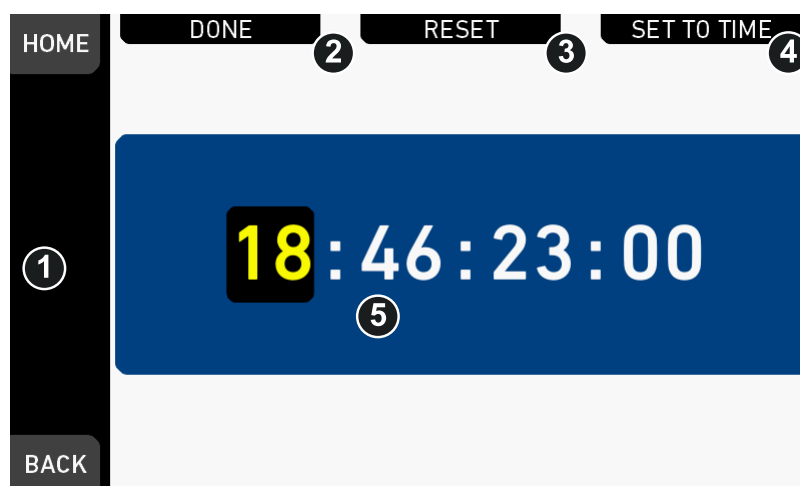 HOME
DONE
RESET
SET TO TIME
2
3
4
18:46:23:00
1
5
BACK